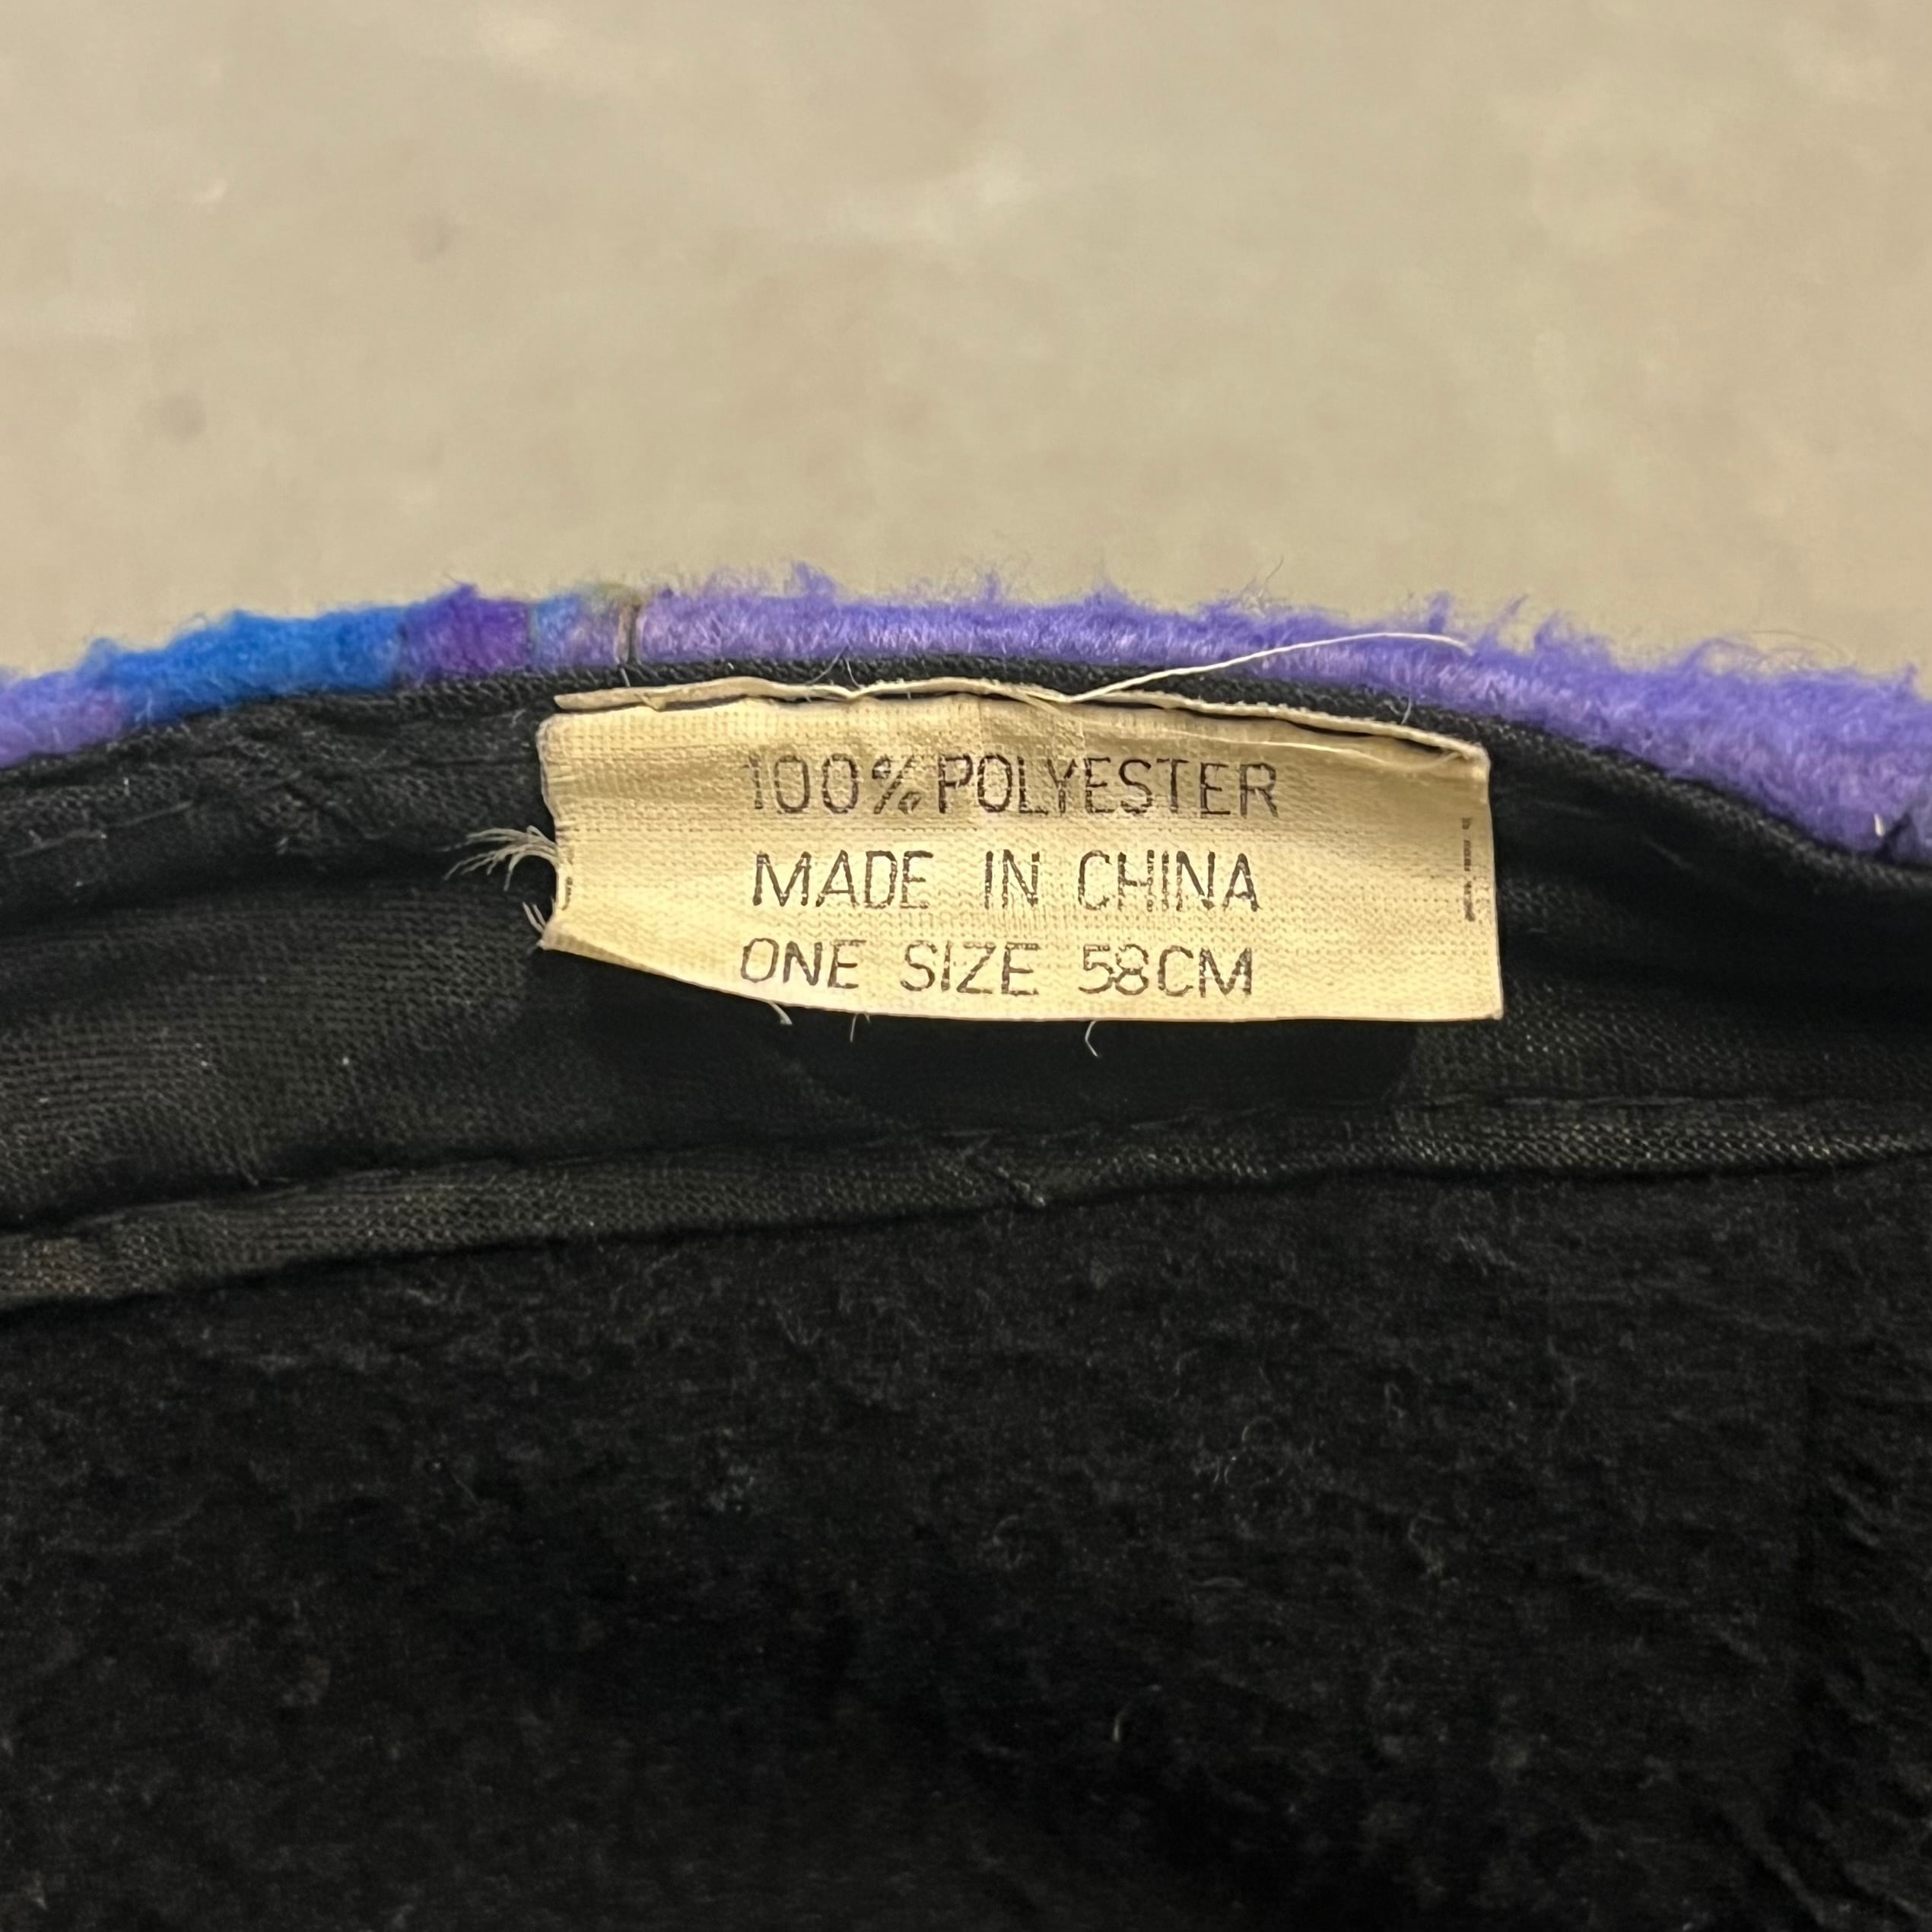 100% POLYESTER
MADE IN CHINA
ONE SIZE 58CM